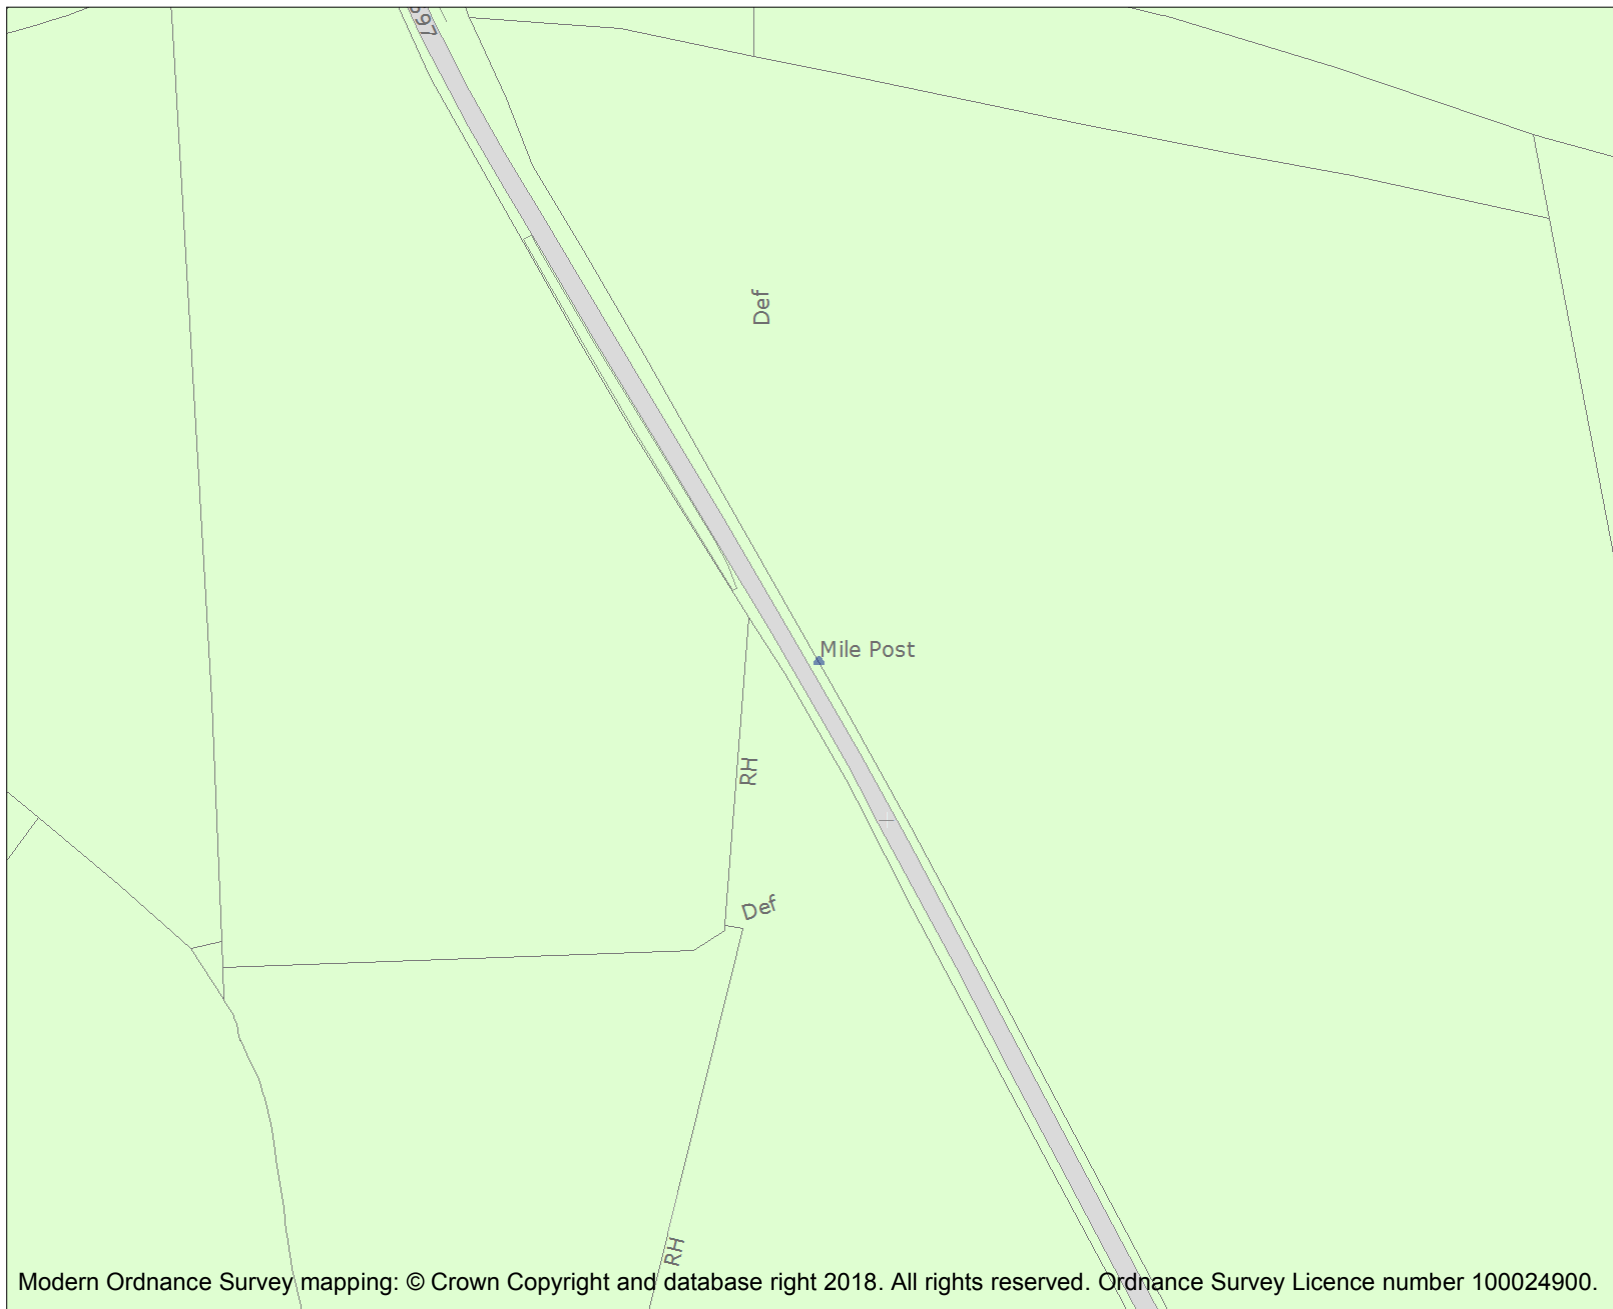 697
Def
Mile Post
RH
Def
RH
Modern Ordnance Survey mapping: © Crown Copyright and database right 2018. All rights reserved. Ordnance Survey Licence number 100024900.